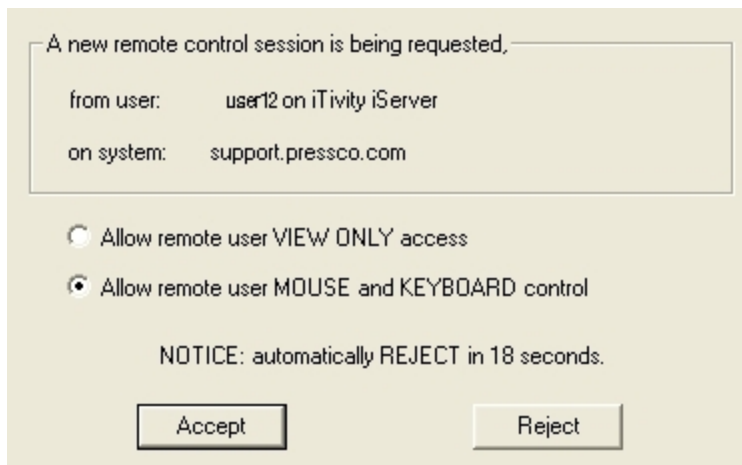 A new remote control session is being requested,
from user: user12 on iTivity iServer
on system: support.pressco.com
Allow remote user VIEW ONLY access
Allow remote user MOUSE and KEYBOARD control
NOTICE: automatically REJECT in 18 seconds.
Accept Reject